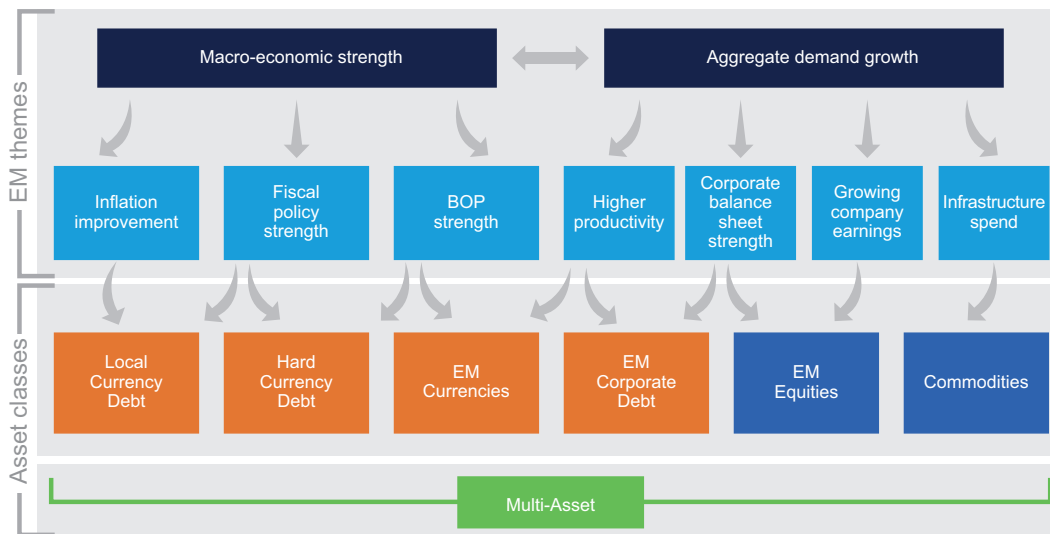 EM themes
Macro-economic strength
Aggregate demand growth
Inflation
improvement
Fiscal
policy
strength
BOP
strength
Higher
productivity
Corporate
balance
sheet
strength
Growing
company
earnings
Infrastructure
spend
Asset classes
Local
Currency
Debt
Hard
Currency
Debt
EM
Currencies
EM
Corporate
Debt
EM
Equities
Commodities
Multi-Asset